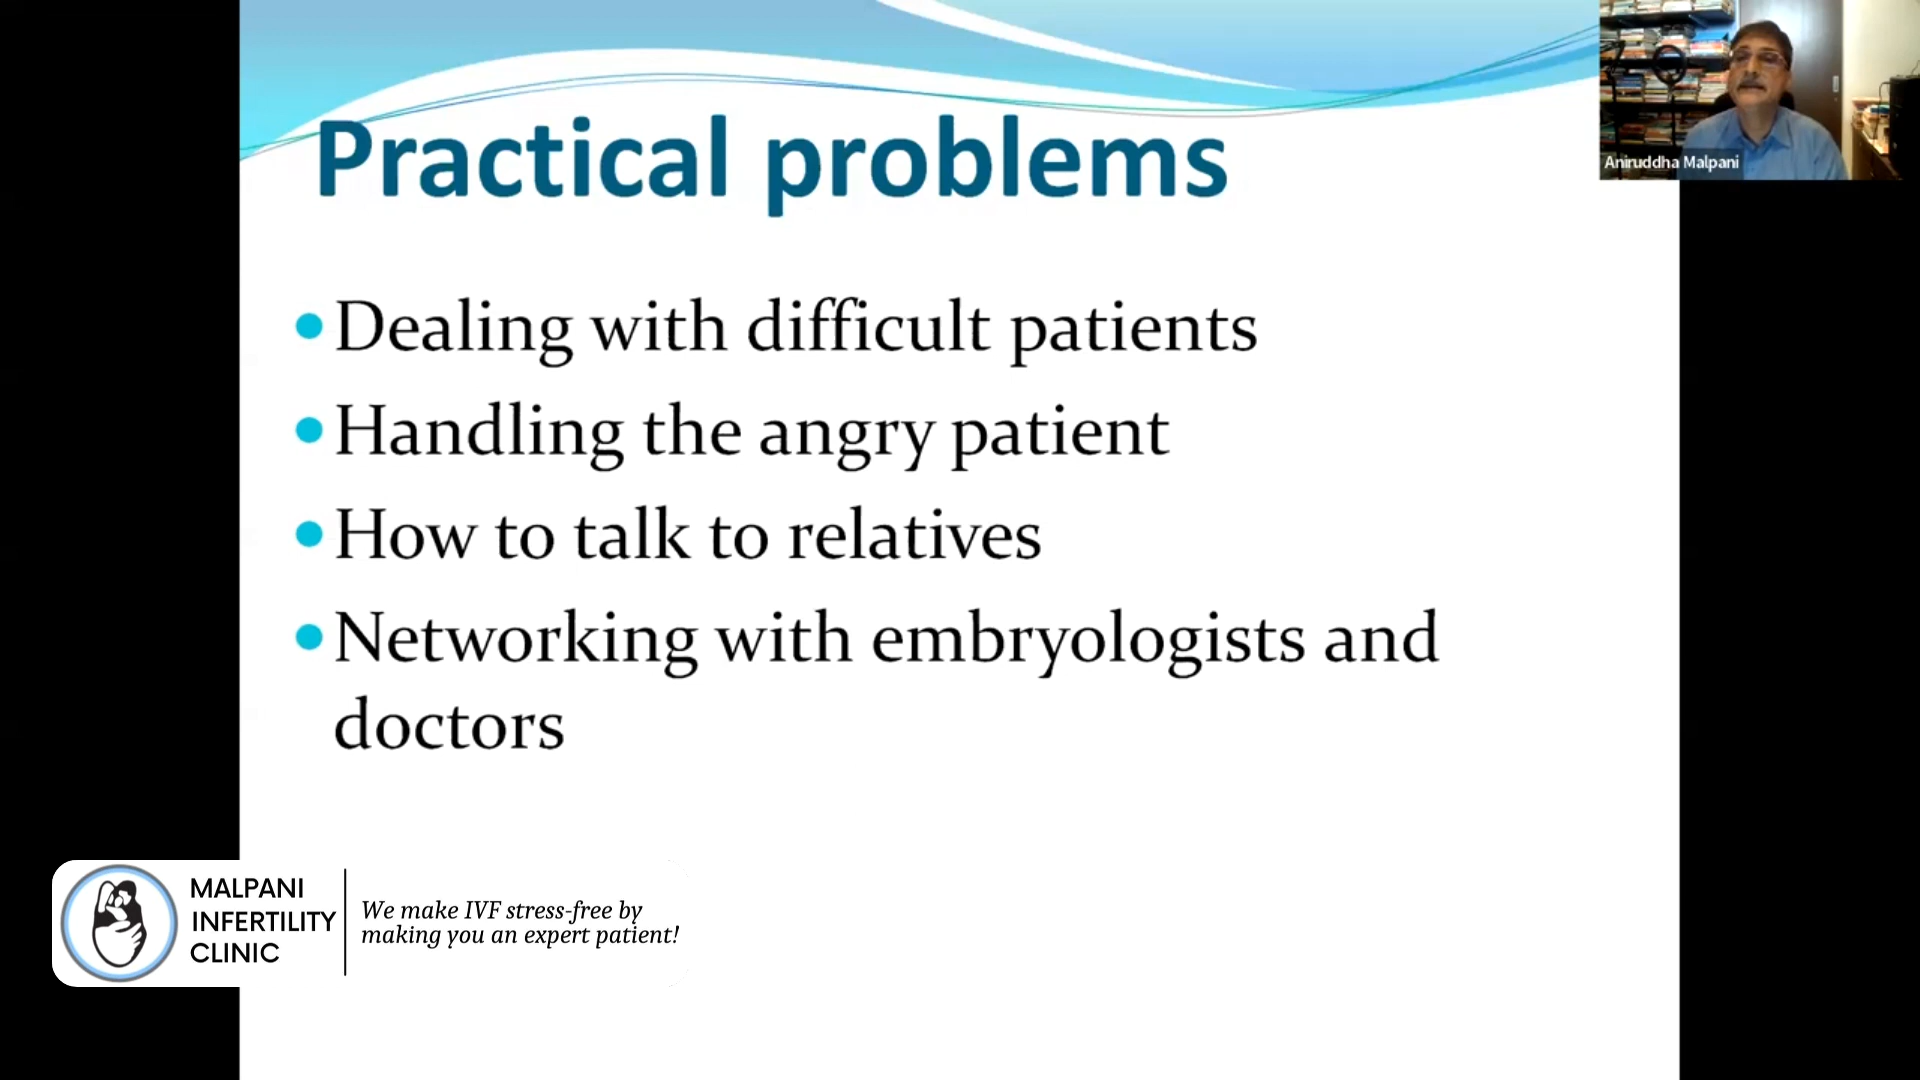 Practical problems
Aniruddha Malpani
Dealing with difficult patients
Handling the angry patient
How to talk to relatives
Networking with embryologists and
doctors
MALPANI
INFERTILITY
CLINIC
We make IVF stress-free by
making you an expert patient!